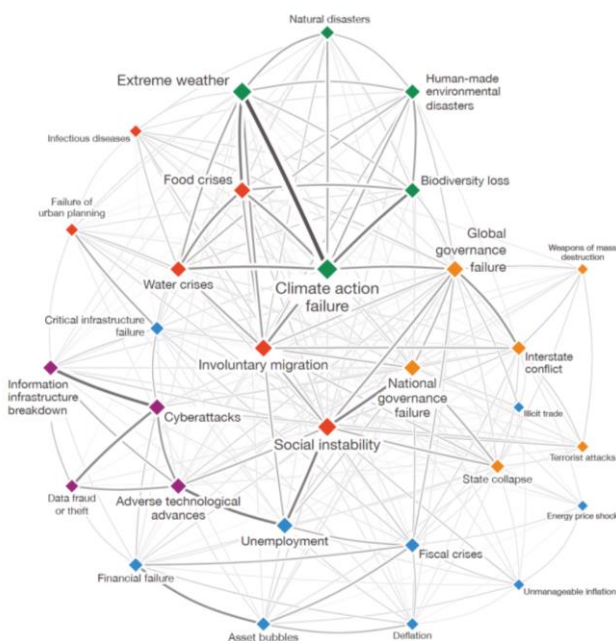 Natural disasters
Extreme weather
Human-made
environmental
disasters
Infectious diseases
Food crises
Biodiversity loss
Failure of
urban planning
Global
governance
failure
Weapons of mass
destruction
Water crises
Climate action
failure
Critical infrastructure
failure
Involuntary migration
Interstate
conflict
Information
infrastructure
breakdown
National
governance
failure
Cyberattacks
Illicit trade
Social instability
Terrorist attacks
State collapse
Data fraud
or theft
Adverse technological
advances
Energy price shock
Unemployment
Fiscal crises
Financial failure
Unmanageable inflation
Asset bubbles
Deflation